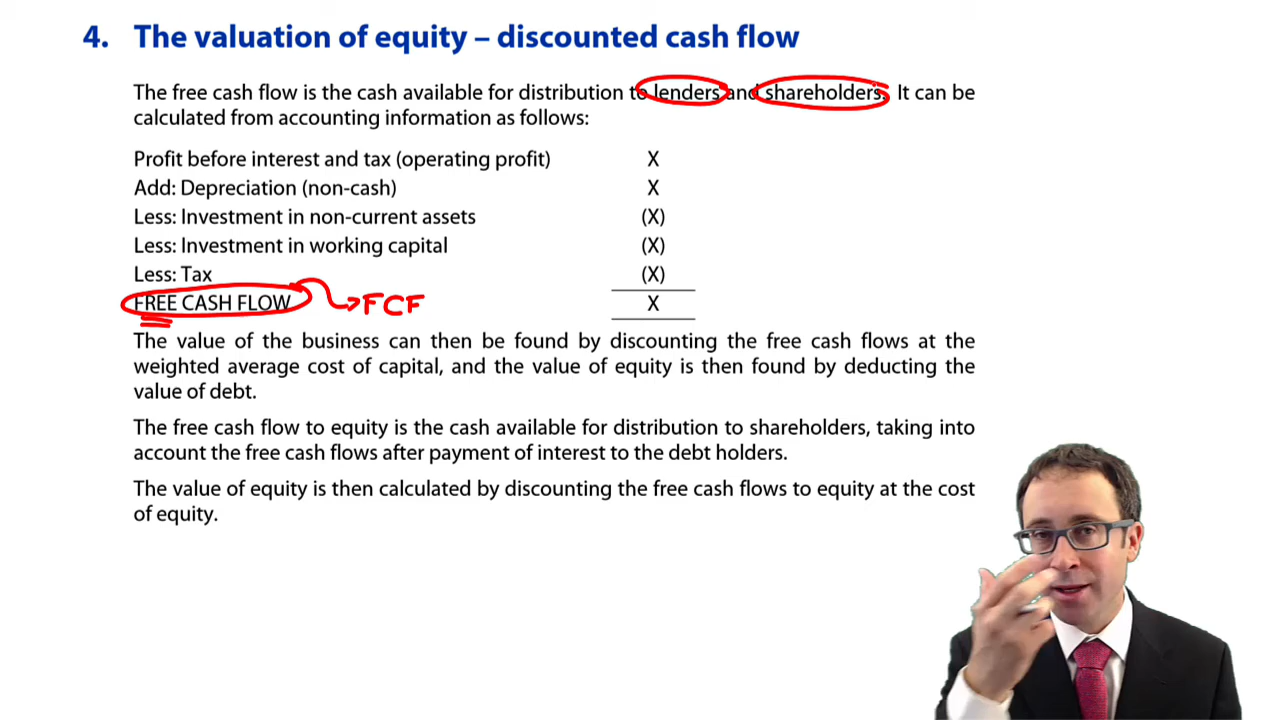 4. The valuation of equity – discounted cash flow
The free cash flow is the cash available for distribution to lenders and shareholders. It can be
calculated from accounting information as follows:
Profit before interest and tax (operating profit) X
Add: Depreciation (non-cash) X
Less: Investment in non-current assets (X)
Less: Investment in working capital (X)
Less: Tax (X)
FREE CASH FLOW FCF X
The value of the business can then be found by discounting the free cash flows at the
weighted average cost of capital, and the value of equity is then found by deducting the
value of debt.
The free cash flow to equity is the cash available for distribution to shareholders, taking into
account the free cash flows after payment of interest to the debt holders.
The value of equity is then calculated by discounting the free cash flows to equity at the cost
of equity.